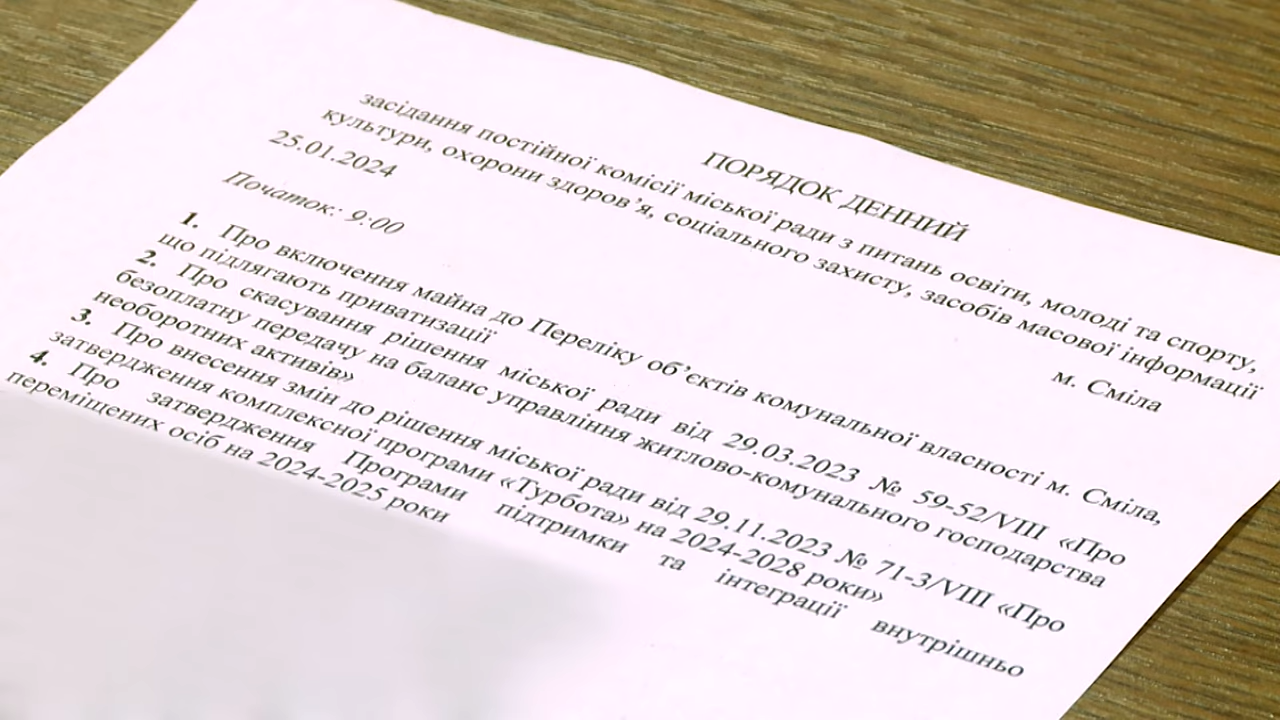 ПОРЯДОК ДЕННИЙ
засідання постійної комісії міської ради з питань освіти, молоді та спорту,
культури, охорони здоров’я, соціального захисту, засобів масової інформації
25.01.2024 м. Сміла
Початок: 9:00
1. Про включення майна до Переліку об’єктів комунальної власності м. Сміла,
що підлягають приватизації
2. Про скасування рішення міської ради від 29.03.2023 № 59-52/VIII «Про
безоплатну передачу на баланс управління житлово-комунального господарства
необоротних активів»
3. Про внесення змін до рішення міської ради від 29.11.2023 № 71-3/VIII «Про
затвердження комплексної програми «Турбота» на 2024-2028 роки»
4. Про затвердження Програми підтримки та інтеграції внутрішньо
переміщених осіб на 2024-2025 роки